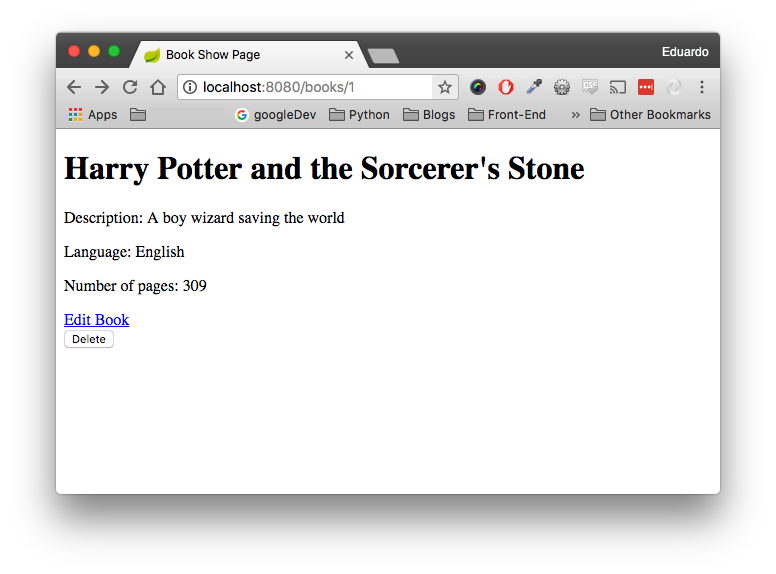 Book Show Page
Eduardo
localhost:8080/books/1
Apps googleDev Python Blogs Front-End » Other Bookmarks
Harry Potter and the Sorcerer's Stone
Description: A boy wizard saving the world
Language: English
Number of pages: 309
Edit Book
Delete